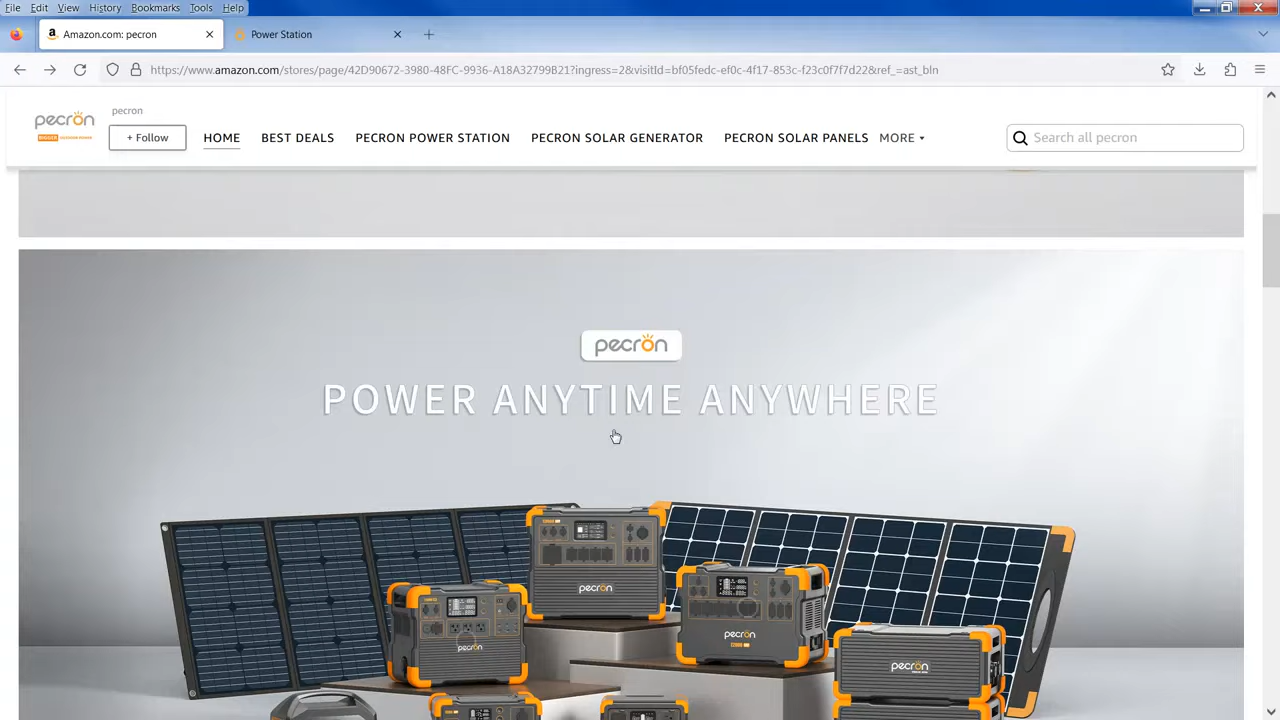 File Edit View History Bookmarks Tools Help
Amazon.com: pecron
Power Station
https://www.amazon.com/stores/page/42D90672-3980-48FC-9936-A18A32799B21?ingress=2&visitId=bf05fedc-ef0c-4f17-853c-f23c0f7f7d22&ref_=ast_bln
pecron
pecron
+ Follow
HOME
BEST DEALS
PECRON POWER STATION
PECRON SOLAR GENERATOR
PECRON SOLAR PANELS
MORE
Search all pecron
pecron
POWER ANYTIME ANYWHERE
pecron
pecron
pecron
pecron